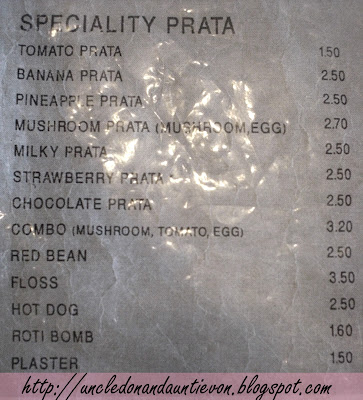 SPECIALITY PRATA
TOMATO PRATA 1.50
BANANA PRATA 2.50
PINEAPPLE PRATA 2.50
MUSHROOM PRATA (MUSHROOM,EGG) 2.70
MILKY PRATA 2.50
STRAWBERRY PRATA 2.50
CHOCOLATE PRATA 2.50
COMBO (MUSHROOM, TOMATO, EGG) 3.20
RED BEAN 2.50
FLOSS 3.50
HOT DOG 2.50
ROTI BOMB 1.60
PLASTER 1.50
http://uncledonandauntievon.blogspot.com/